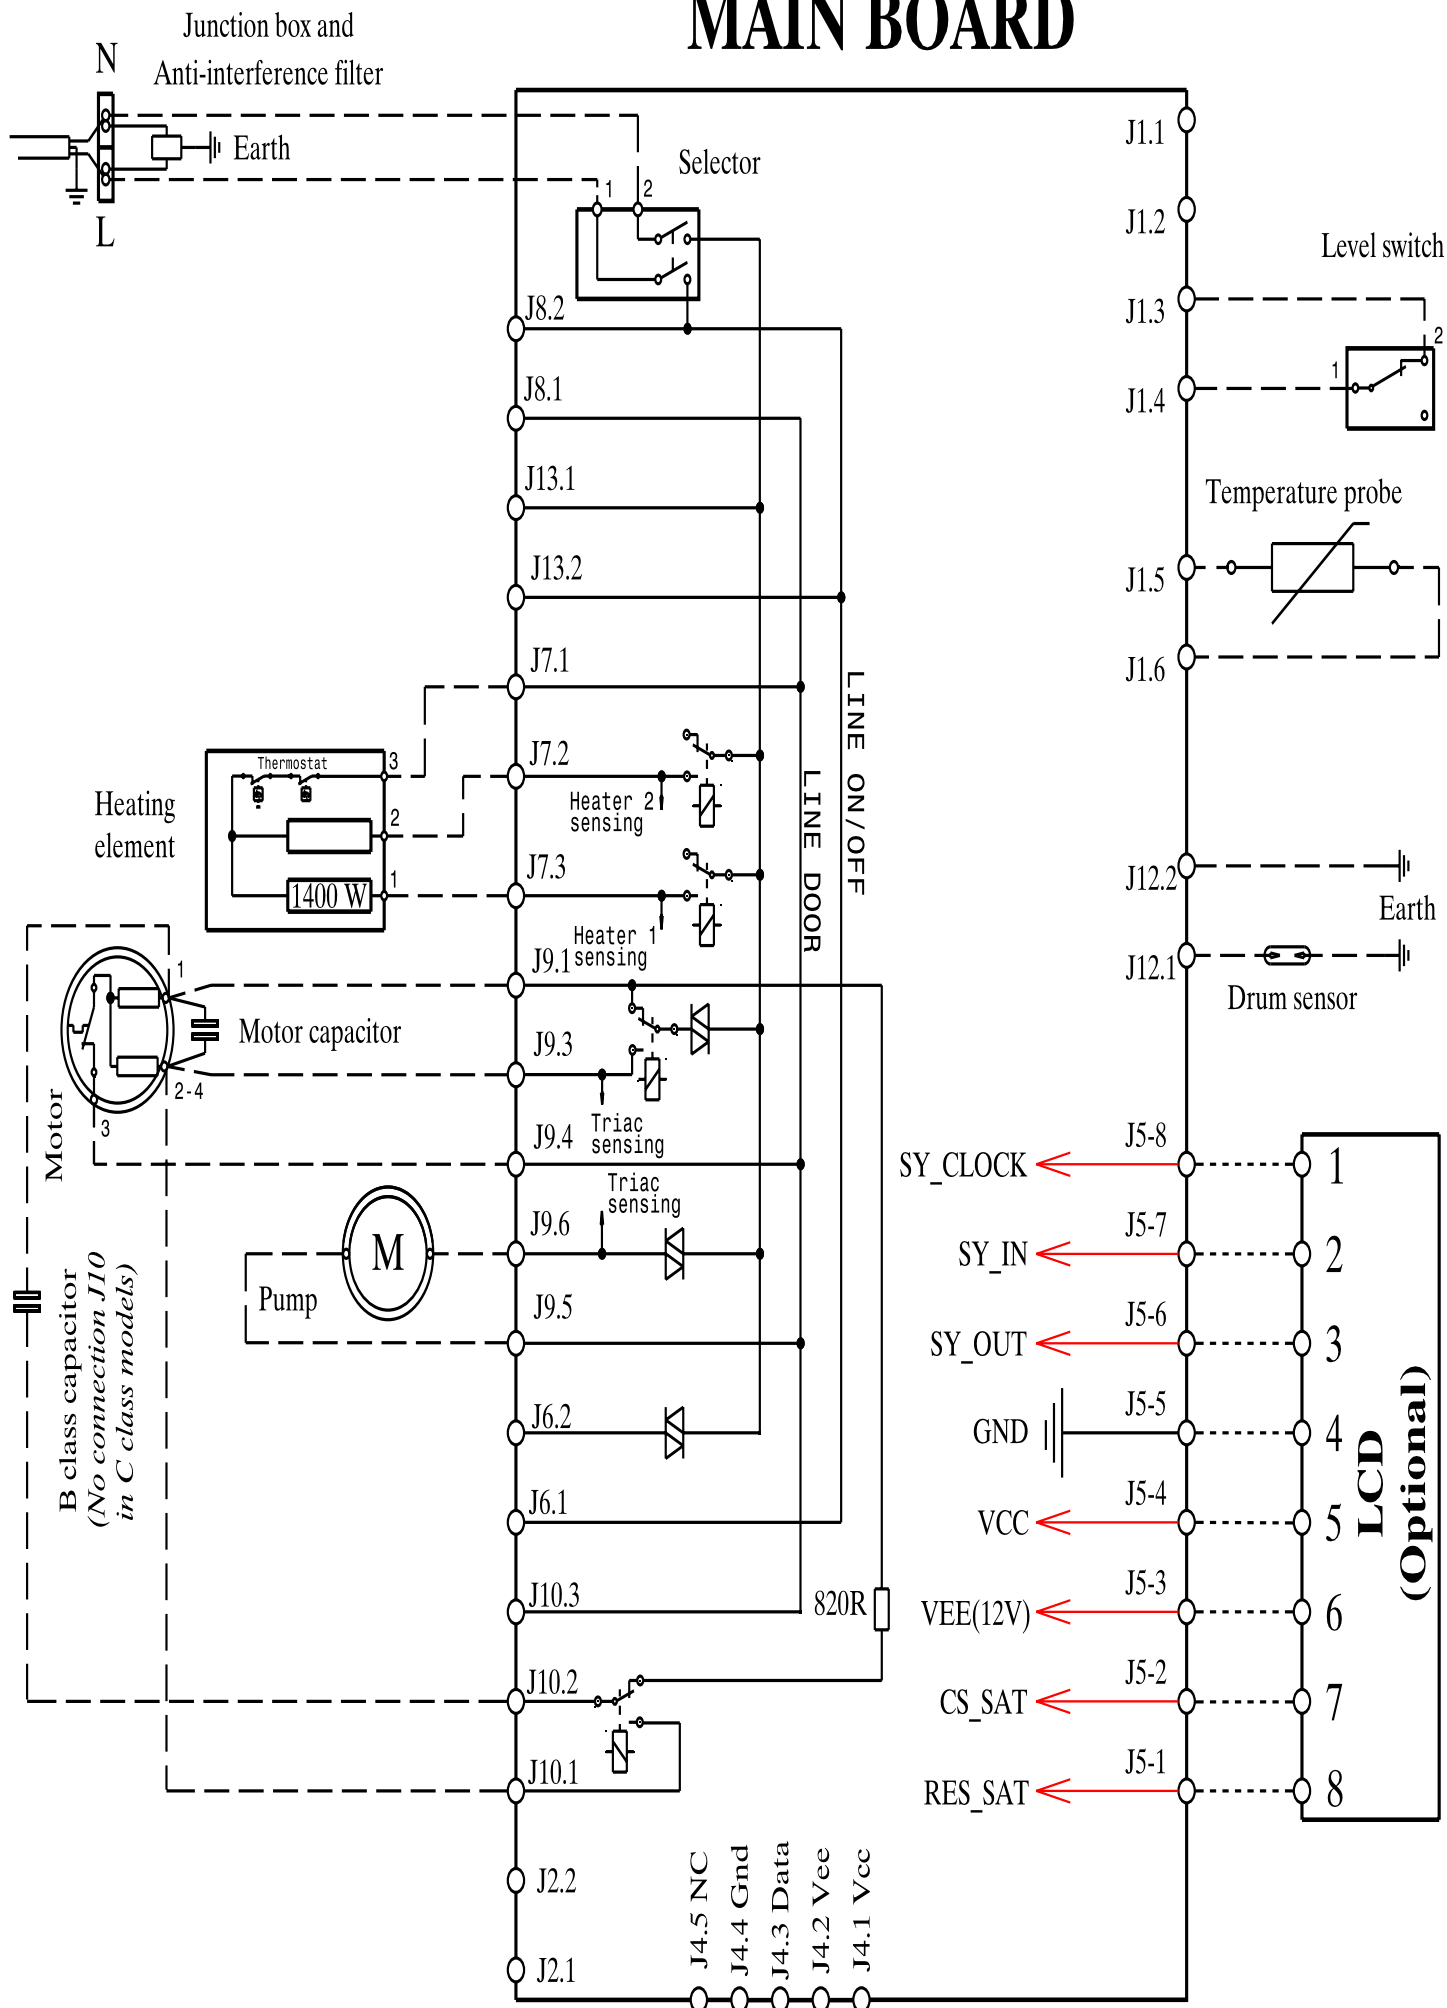 MAIN BOARD
Junction box and
Anti-interference filter
N
Earth
L
Selector
1
2
J8.2
J8.1
J13.1
J13.2
J7.1
J7.2
J7.3
J9.1
J9.3
J9.4
J9.6
J9.5
J6.2
J6.1
J10.3
J10.2
J10.1
J2.2
J2.1
LINE ON/OFF
LINE DOOR
Heater 2
sensing
Heater 1
sensing
Triac
sensing
Triac
sensing
820R
Heating
element
Thermostat
3
2
1
1400 W
Motor capacitor
1
2-4
3
Motor
M
Pump
B class capacitor
(No connection J10
in C class models)
J1.1
J1.2
J1.3
J1.4
J1.5
J1.6
J12.2
J12.1
Level switch
1
2
Temperature probe
Earth
Drum sensor
SY_CLOCK
J5-8
1
SY_IN
J5-7
2
SY_OUT
J5-6
3
GND
J5-5
4
VCC
J5-4
5
VEE(12V)
J5-3
6
CS_SAT
J5-2
7
RES_SAT
J5-1
8
LCD
(Optional)
J4.5 NC
J4.4 Gnd
J4.3 Data
J4.2 Vee
J4.1 Vcc